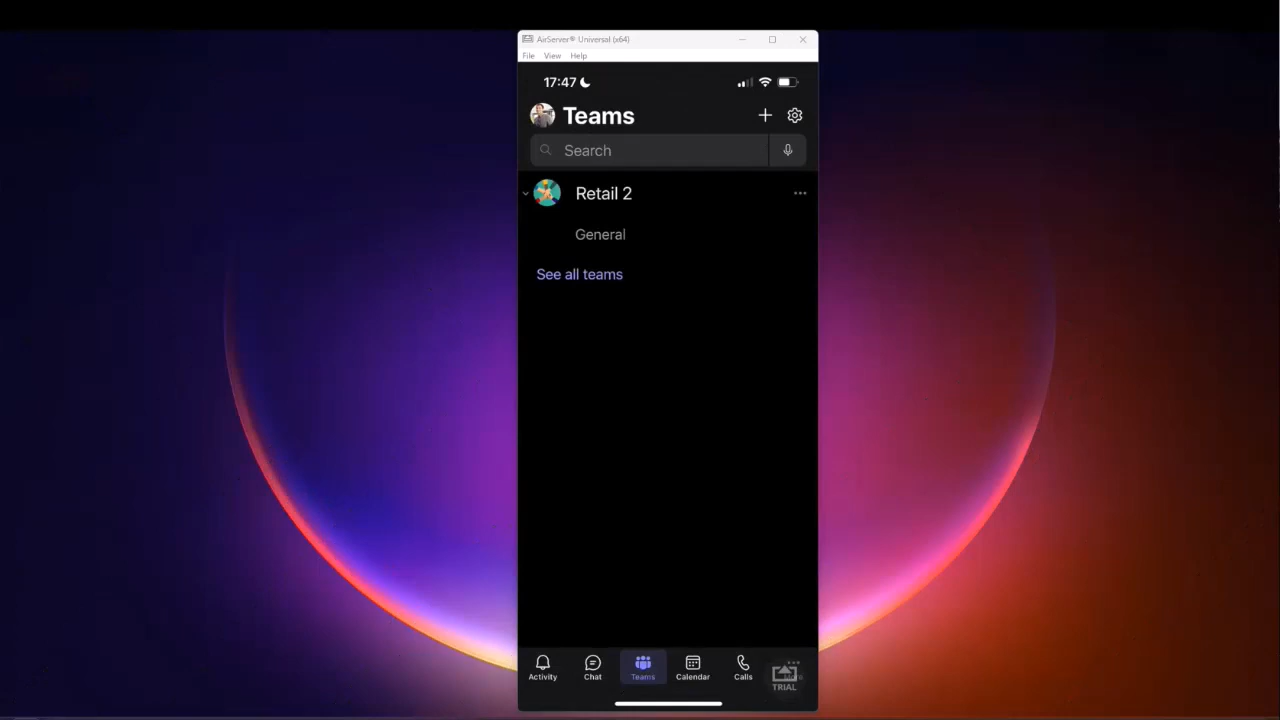 AirServer® Universal (x64)
File View Help
17:47
Teams
Search
Retail 2
General
See all teams
Activity Chat Teams Calendar Calls
TRIAL